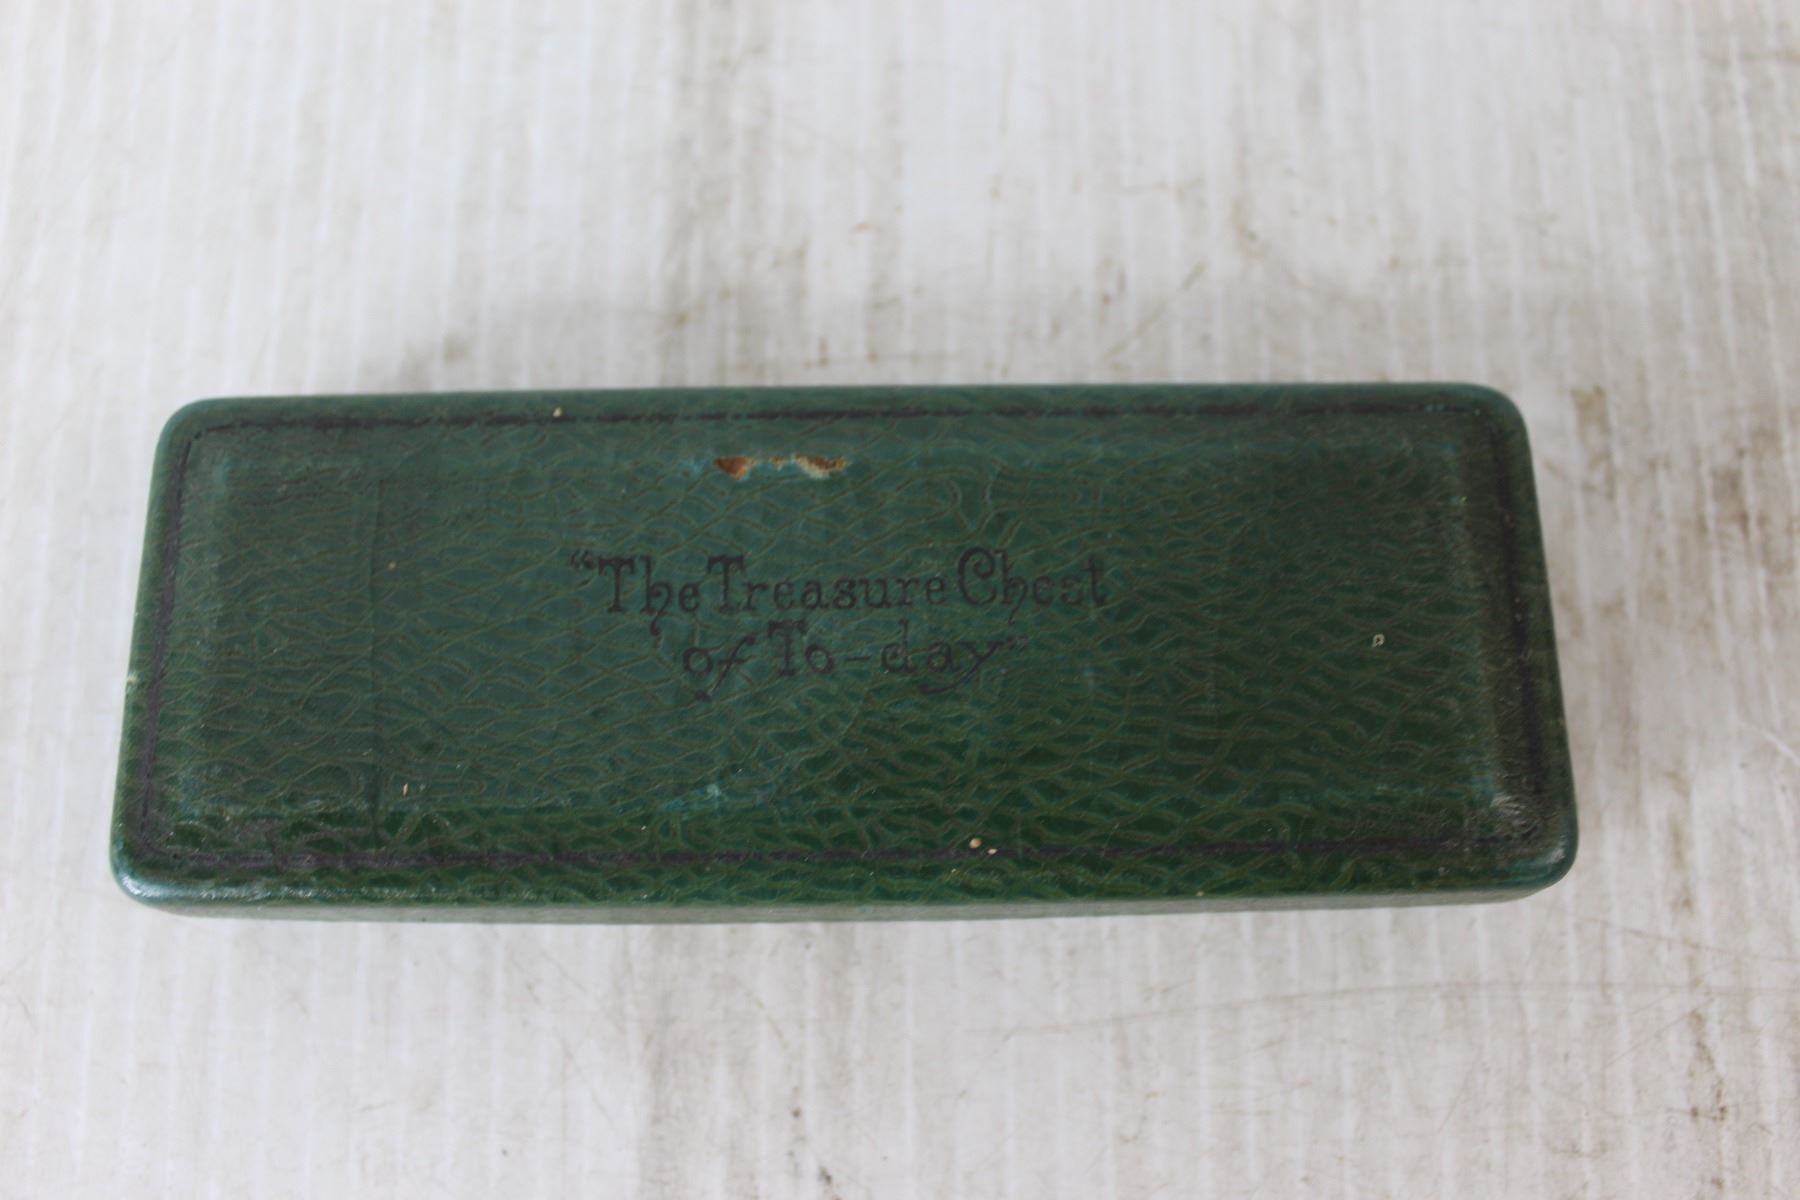 "The Treasure Chest
of To-day"